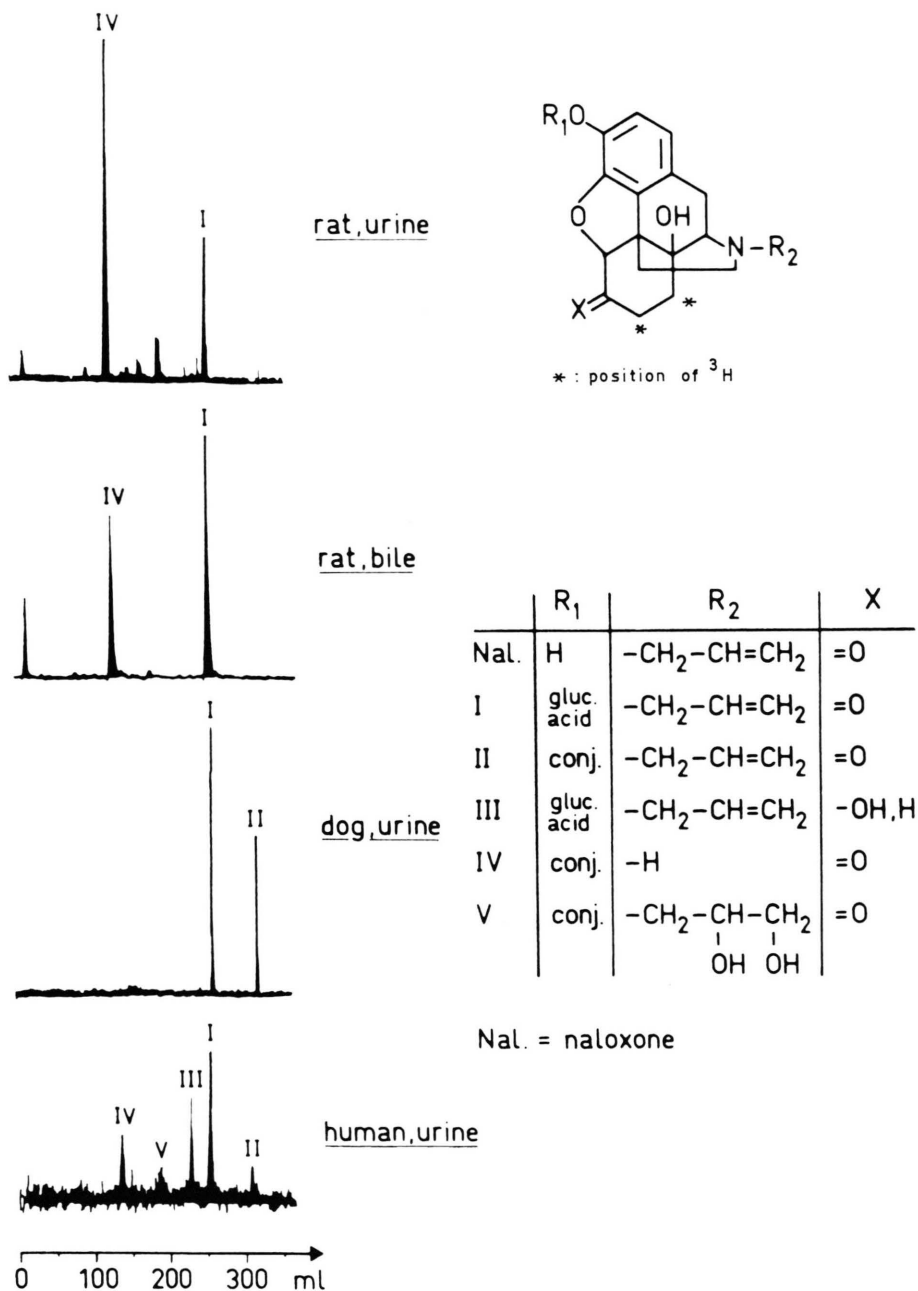 IV
I
rat, urine
R₁O
O
OH
N-R₂
X
*
*
* : position of ³H
I
IV
rat, bile
I
II
dog, urine
I
III
IV
V
II
human, urine
0 100 200 300 ml
R₁ R₂ X
Nal. H -CH₂-CH=CH₂ =O
I gluc. acid -CH₂-CH=CH₂ =O
II conj. -CH₂-CH=CH₂ =O
III gluc. acid -CH₂-CH=CH₂ -OH,H
IV conj. -H =O
V conj. -CH₂-CH-CH₂ =O
OH OH
Nal. = naloxone